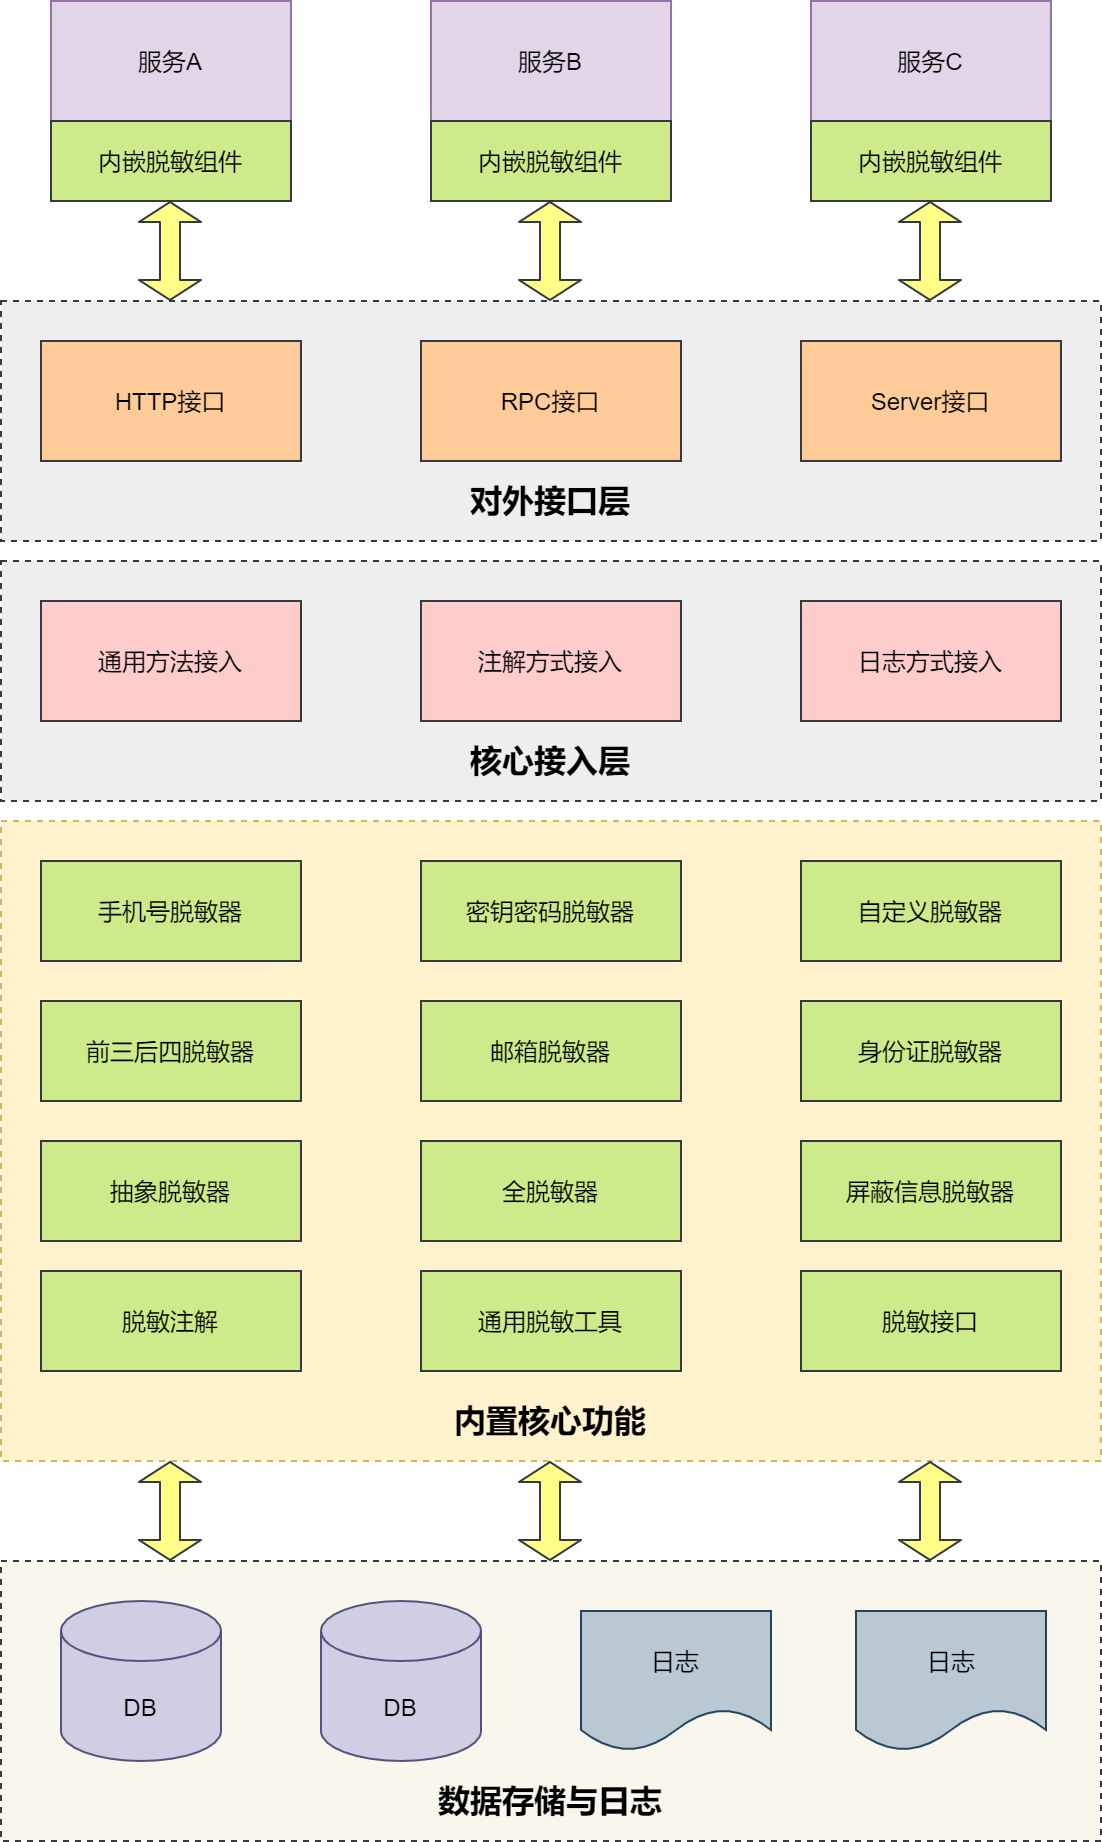 服务A
服务B
服务C
内嵌脱敏组件
内嵌脱敏组件
内嵌脱敏组件
HTTP接口
RPC接口
Server接口
对外接口层
通用方法接入
注解方式接入
日志方式接入
核心接入层
手机号脱敏器
密钥密码脱敏器
自定义脱敏器
前三后四脱敏器
邮箱脱敏器
身份证脱敏器
抽象脱敏器
全脱敏器
屏蔽信息脱敏器
脱敏注解
通用脱敏工具
脱敏接口
内置核心功能
DB
DB
日志
日志
数据存储与日志